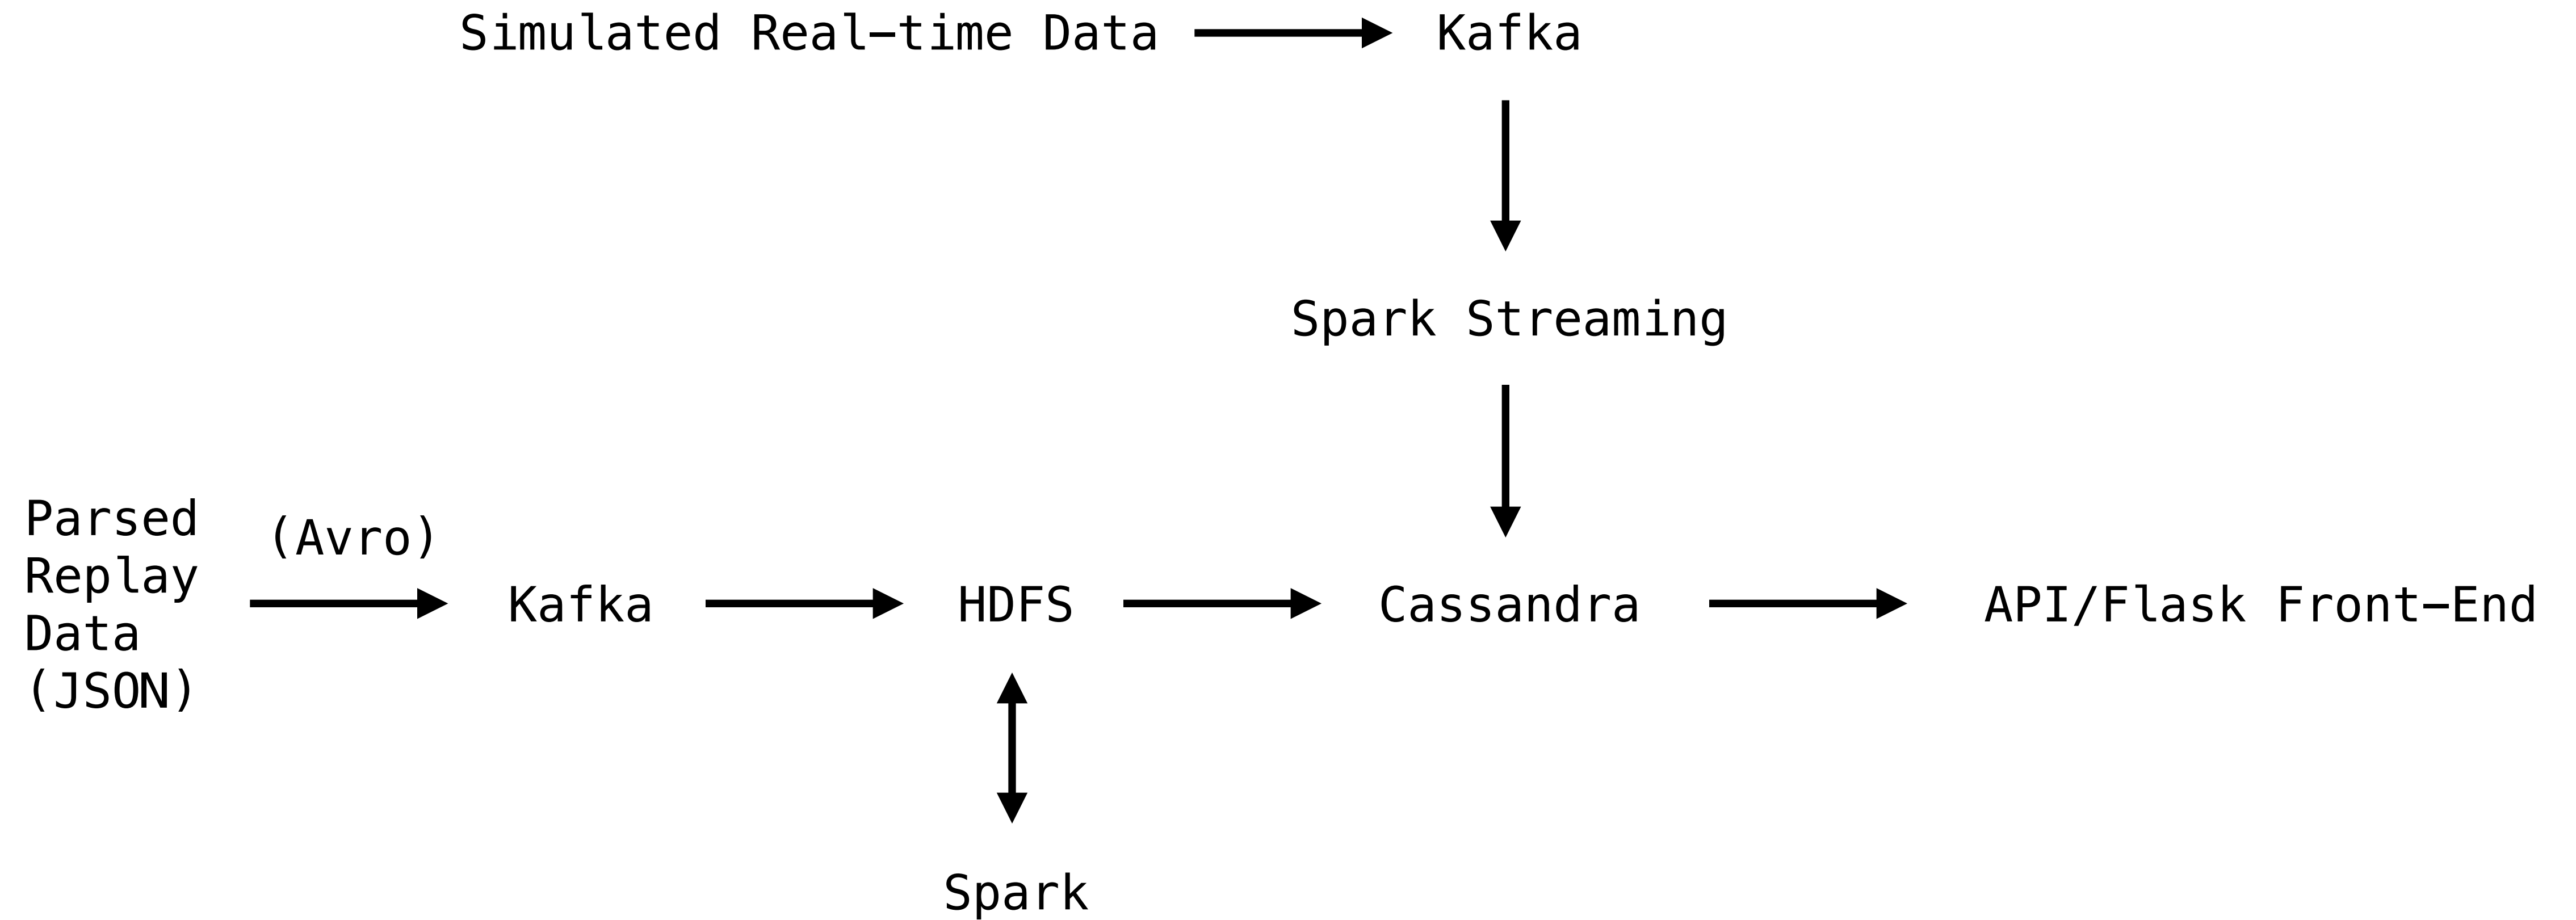 Simulated Real-time Data
Kafka
Spark Streaming
Parsed
Replay
Data
(JSON)
(Avro)
Kafka
HDFS
Cassandra
API/Flask Front-End
Spark